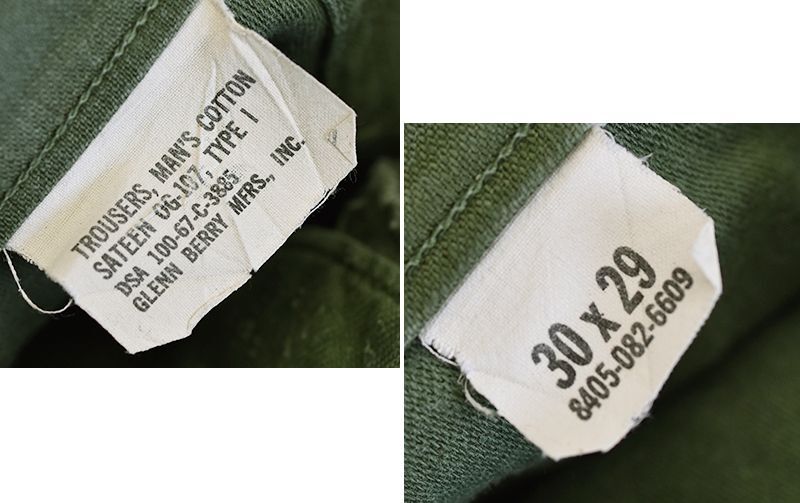 TROUSERS, MAN'S COTTON
SATEEN OG-107, TYPE I
DSA 100-67-C-3885
GLENN BERRY MFRS., INC.
30 x 29
8405-082-6609